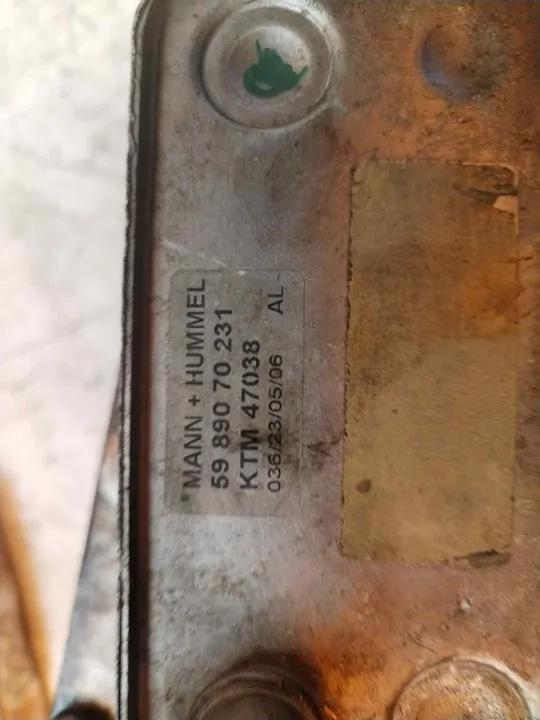 MANN + HUMMEL
59 890 70 231
KTM 47038
036/23/05/06 AL
A